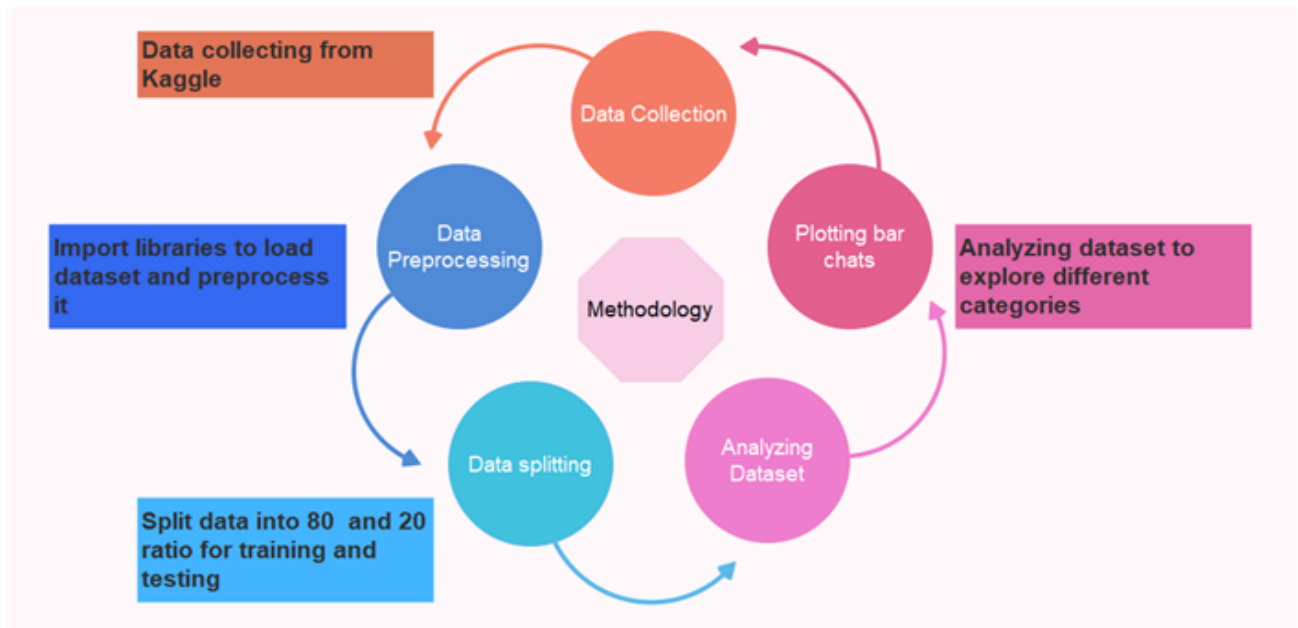 Data collecting from
Kaggle
Data Collection
Data
Preprocessing
Import libraries to load
dataset and preprocess
it
Plotting bar
chats
Analyzing dataset to
explore different
categories
Methodology
Data splitting
Analyzing
Dataset
Split data into 80  and 20
ratio for training and
testing